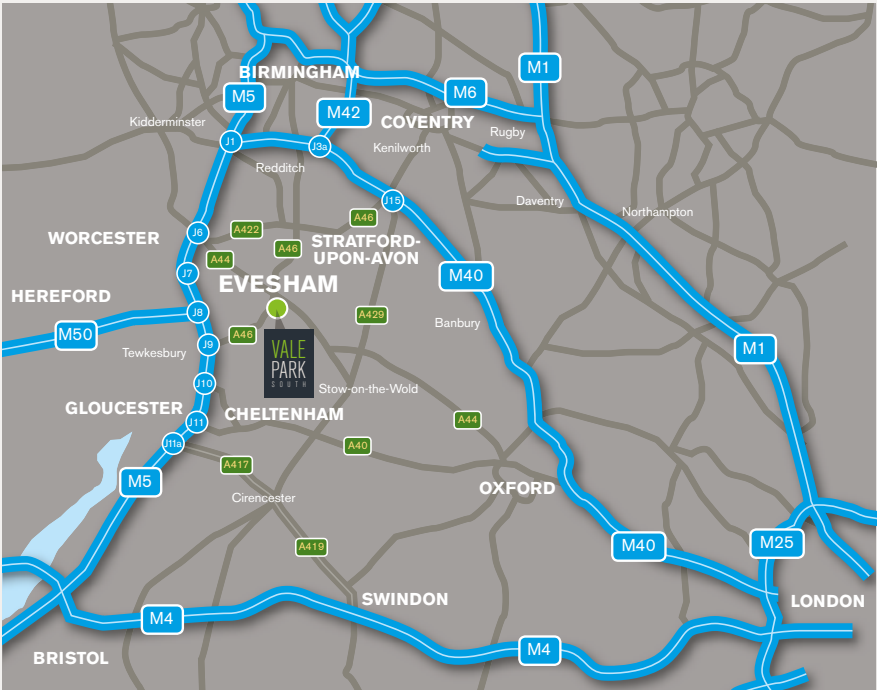 M1
BIRMINGHAM
M5
M6
M42
Kidderminster
COVENTRY
Rugby
J1
J3a
Kenilworth
Redditch
J15
Daventry
Northampton
A46
J6
A422
WORCESTER
A46
STRATFORD-
UPON-AVON
A44
J7
M40
EVESHAM
HEREFORD
J8
A429
Banbury
M50
A46
J9
Tewkesbury
M1
VALE
PARK
SOUTH
J10
Stow-on-the-Wold
GLOUCESTER
CHELTENHAM
J11
A44
J11a
A40
A417
M5
OXFORD
Cirencester
A419
M40
M25
SWINDON
LONDON
M4
M4
BRISTOL